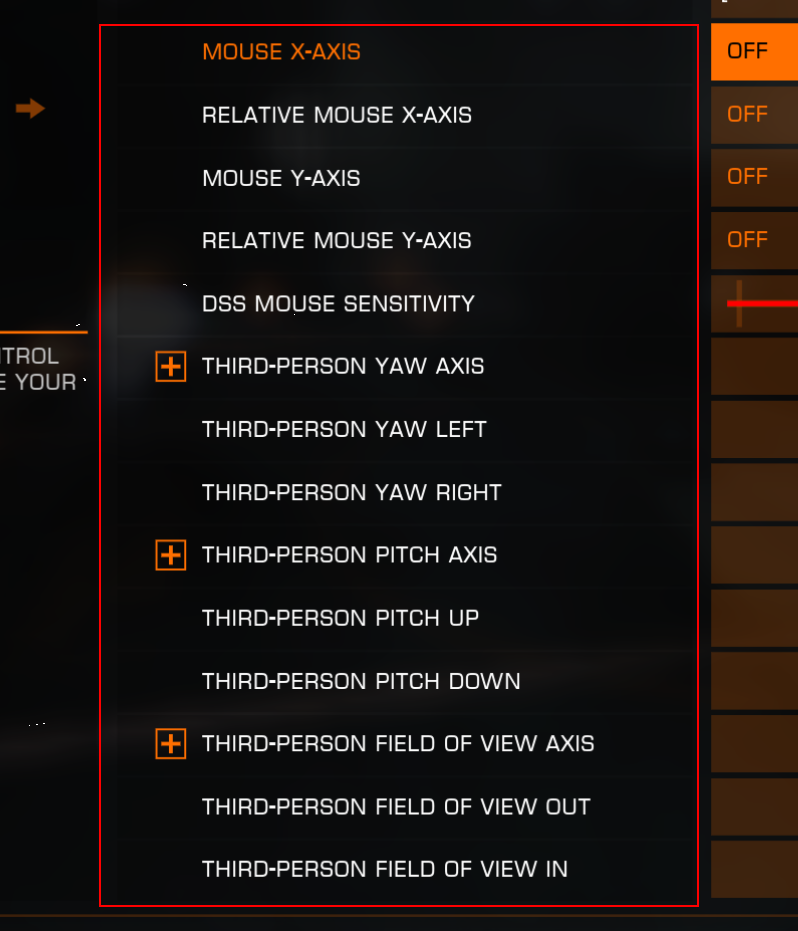 MOUSE X-AXIS OFF
RELATIVE MOUSE X-AXIS OFF
MOUSE Y-AXIS OFF
RELATIVE MOUSE Y-AXIS OFF
DSS MOUSE SENSITIVITY
YOUR
THIRD-PERSON YAW AXIS
THIRD-PERSON YAW LEFT
THIRD-PERSON YAW RIGHT
THIRD-PERSON PITCH AXIS
THIRD-PERSON PITCH UP
THIRD-PERSON PITCH DOWN
THIRD-PERSON FIELD OF VIEW AXIS
THIRD-PERSON FIELD OF VIEW OUT
THIRD-PERSON FIELD OF VIEW IN